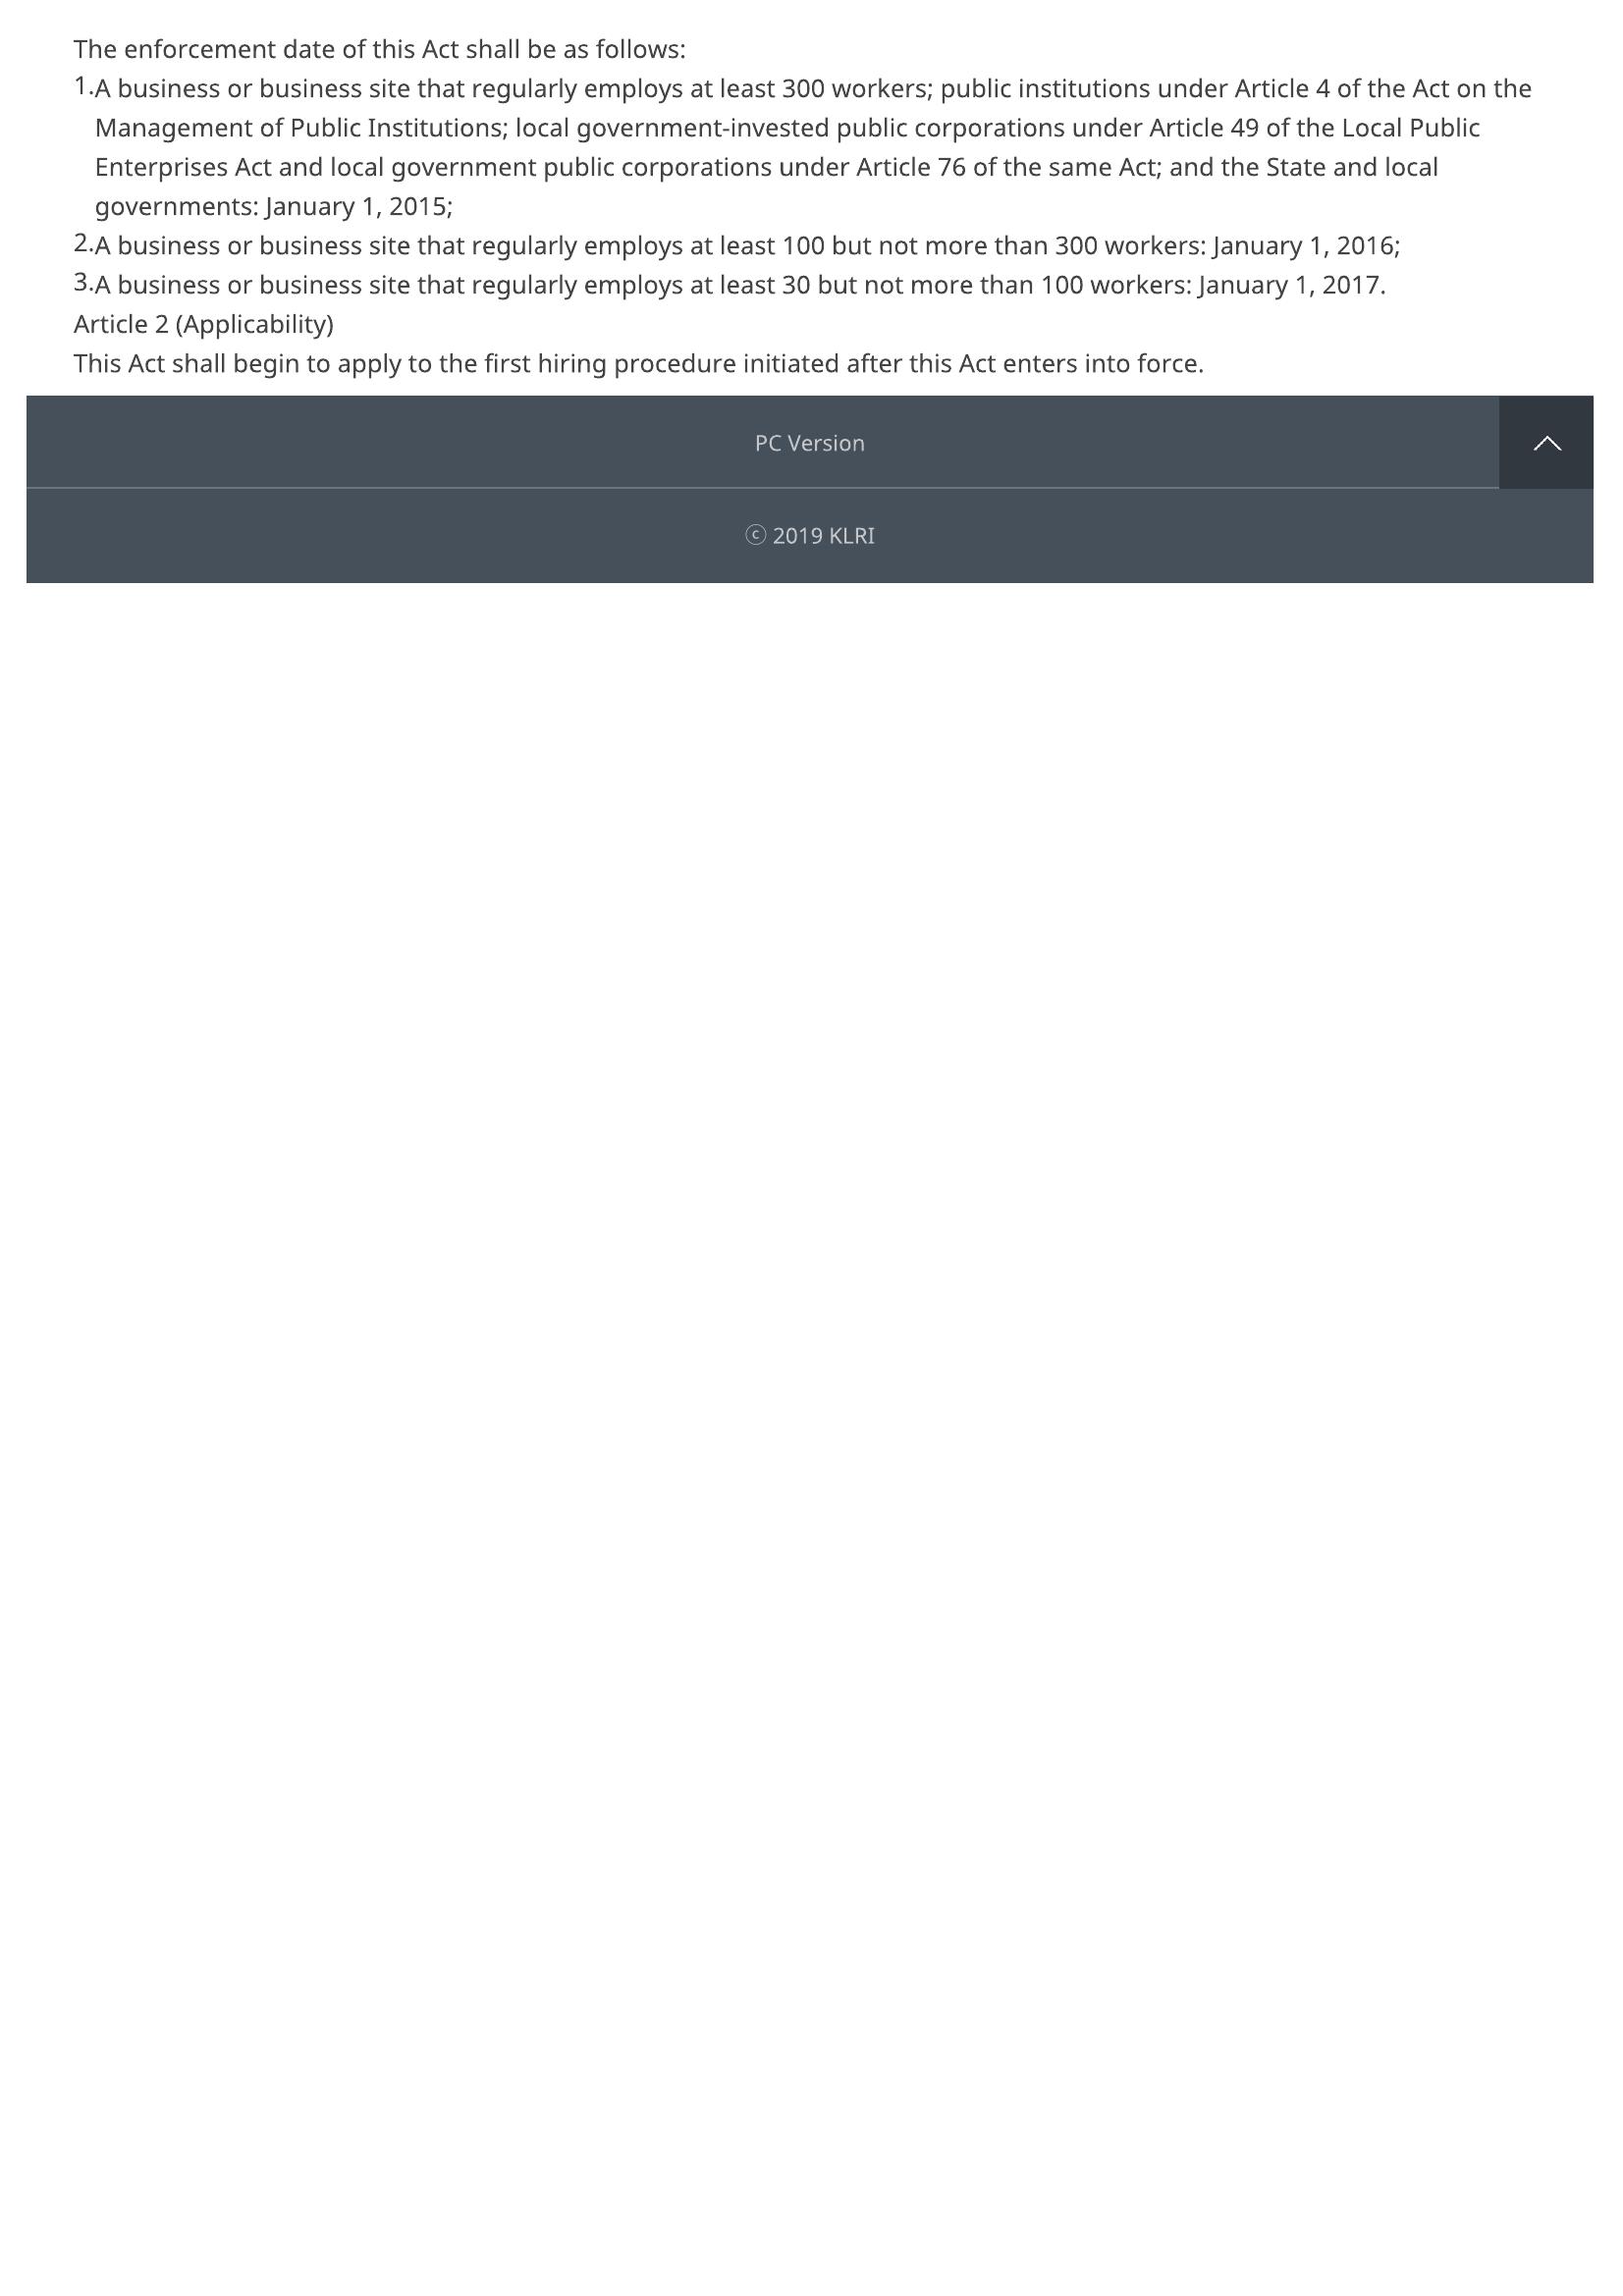 The enforcement date of this Act shall be as follows:
1.A business or business site that regularly employs at least 300 workers; public institutions under Article 4 of the Act on the
Management of Public Institutions; local government-invested public corporations under Article 49 of the Local Public
Enterprises Act and local government public corporations under Article 76 of the same Act; and the State and local
governments: January 1, 2015;
2.A business or business site that regularly employs at least 100 but not more than 300 workers: January 1, 2016;
3.A business or business site that regularly employs at least 30 but not more than 100 workers: January 1, 2017.
Article 2 (Applicability)
This Act shall begin to apply to the first hiring procedure initiated after this Act enters into force.
PC Version
ⓒ 2019 KLRI